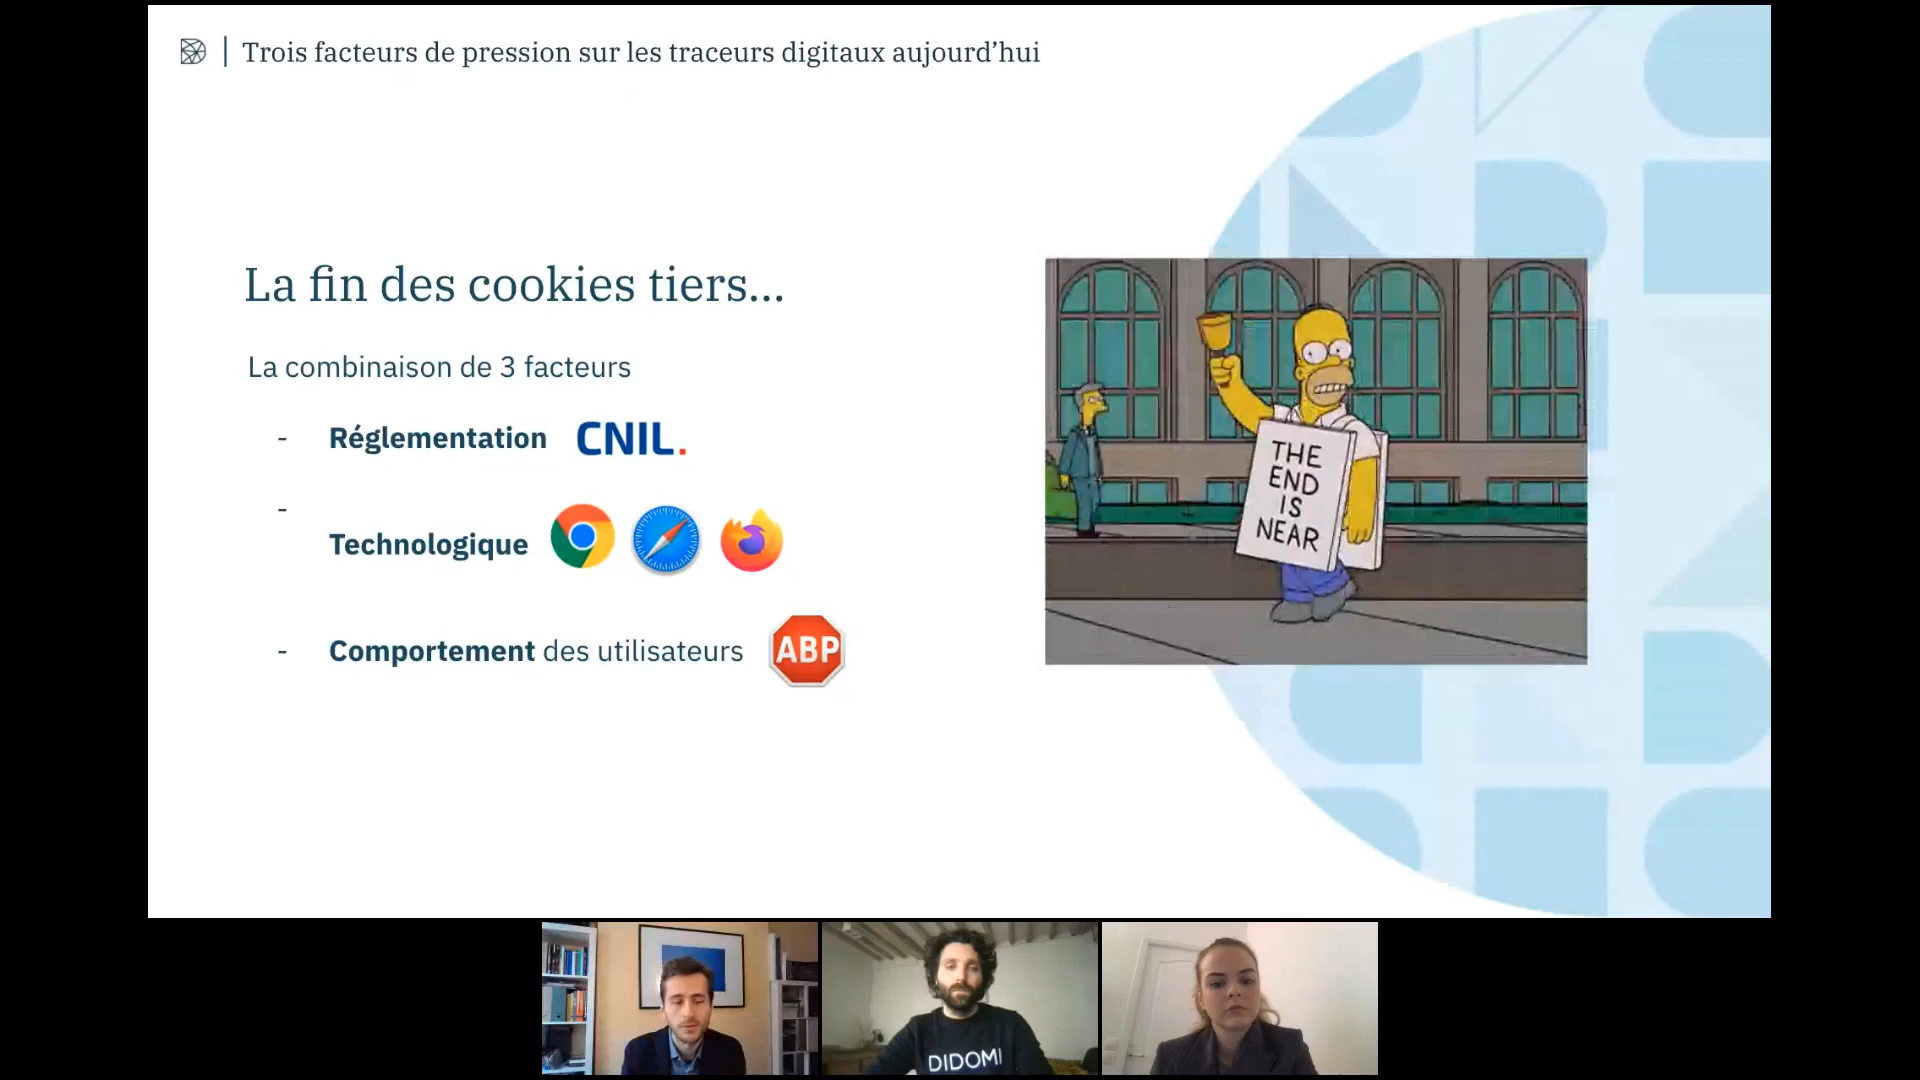 Trois facteurs de pression sur les traceurs digitaux aujourd’hui
La fin des cookies tiers...
La combinaison de 3 facteurs
- Réglementation CNIL.
-
Technologique
- Comportement des utilisateurs ABP
THE
END
IS
NEAR
DIDOMI